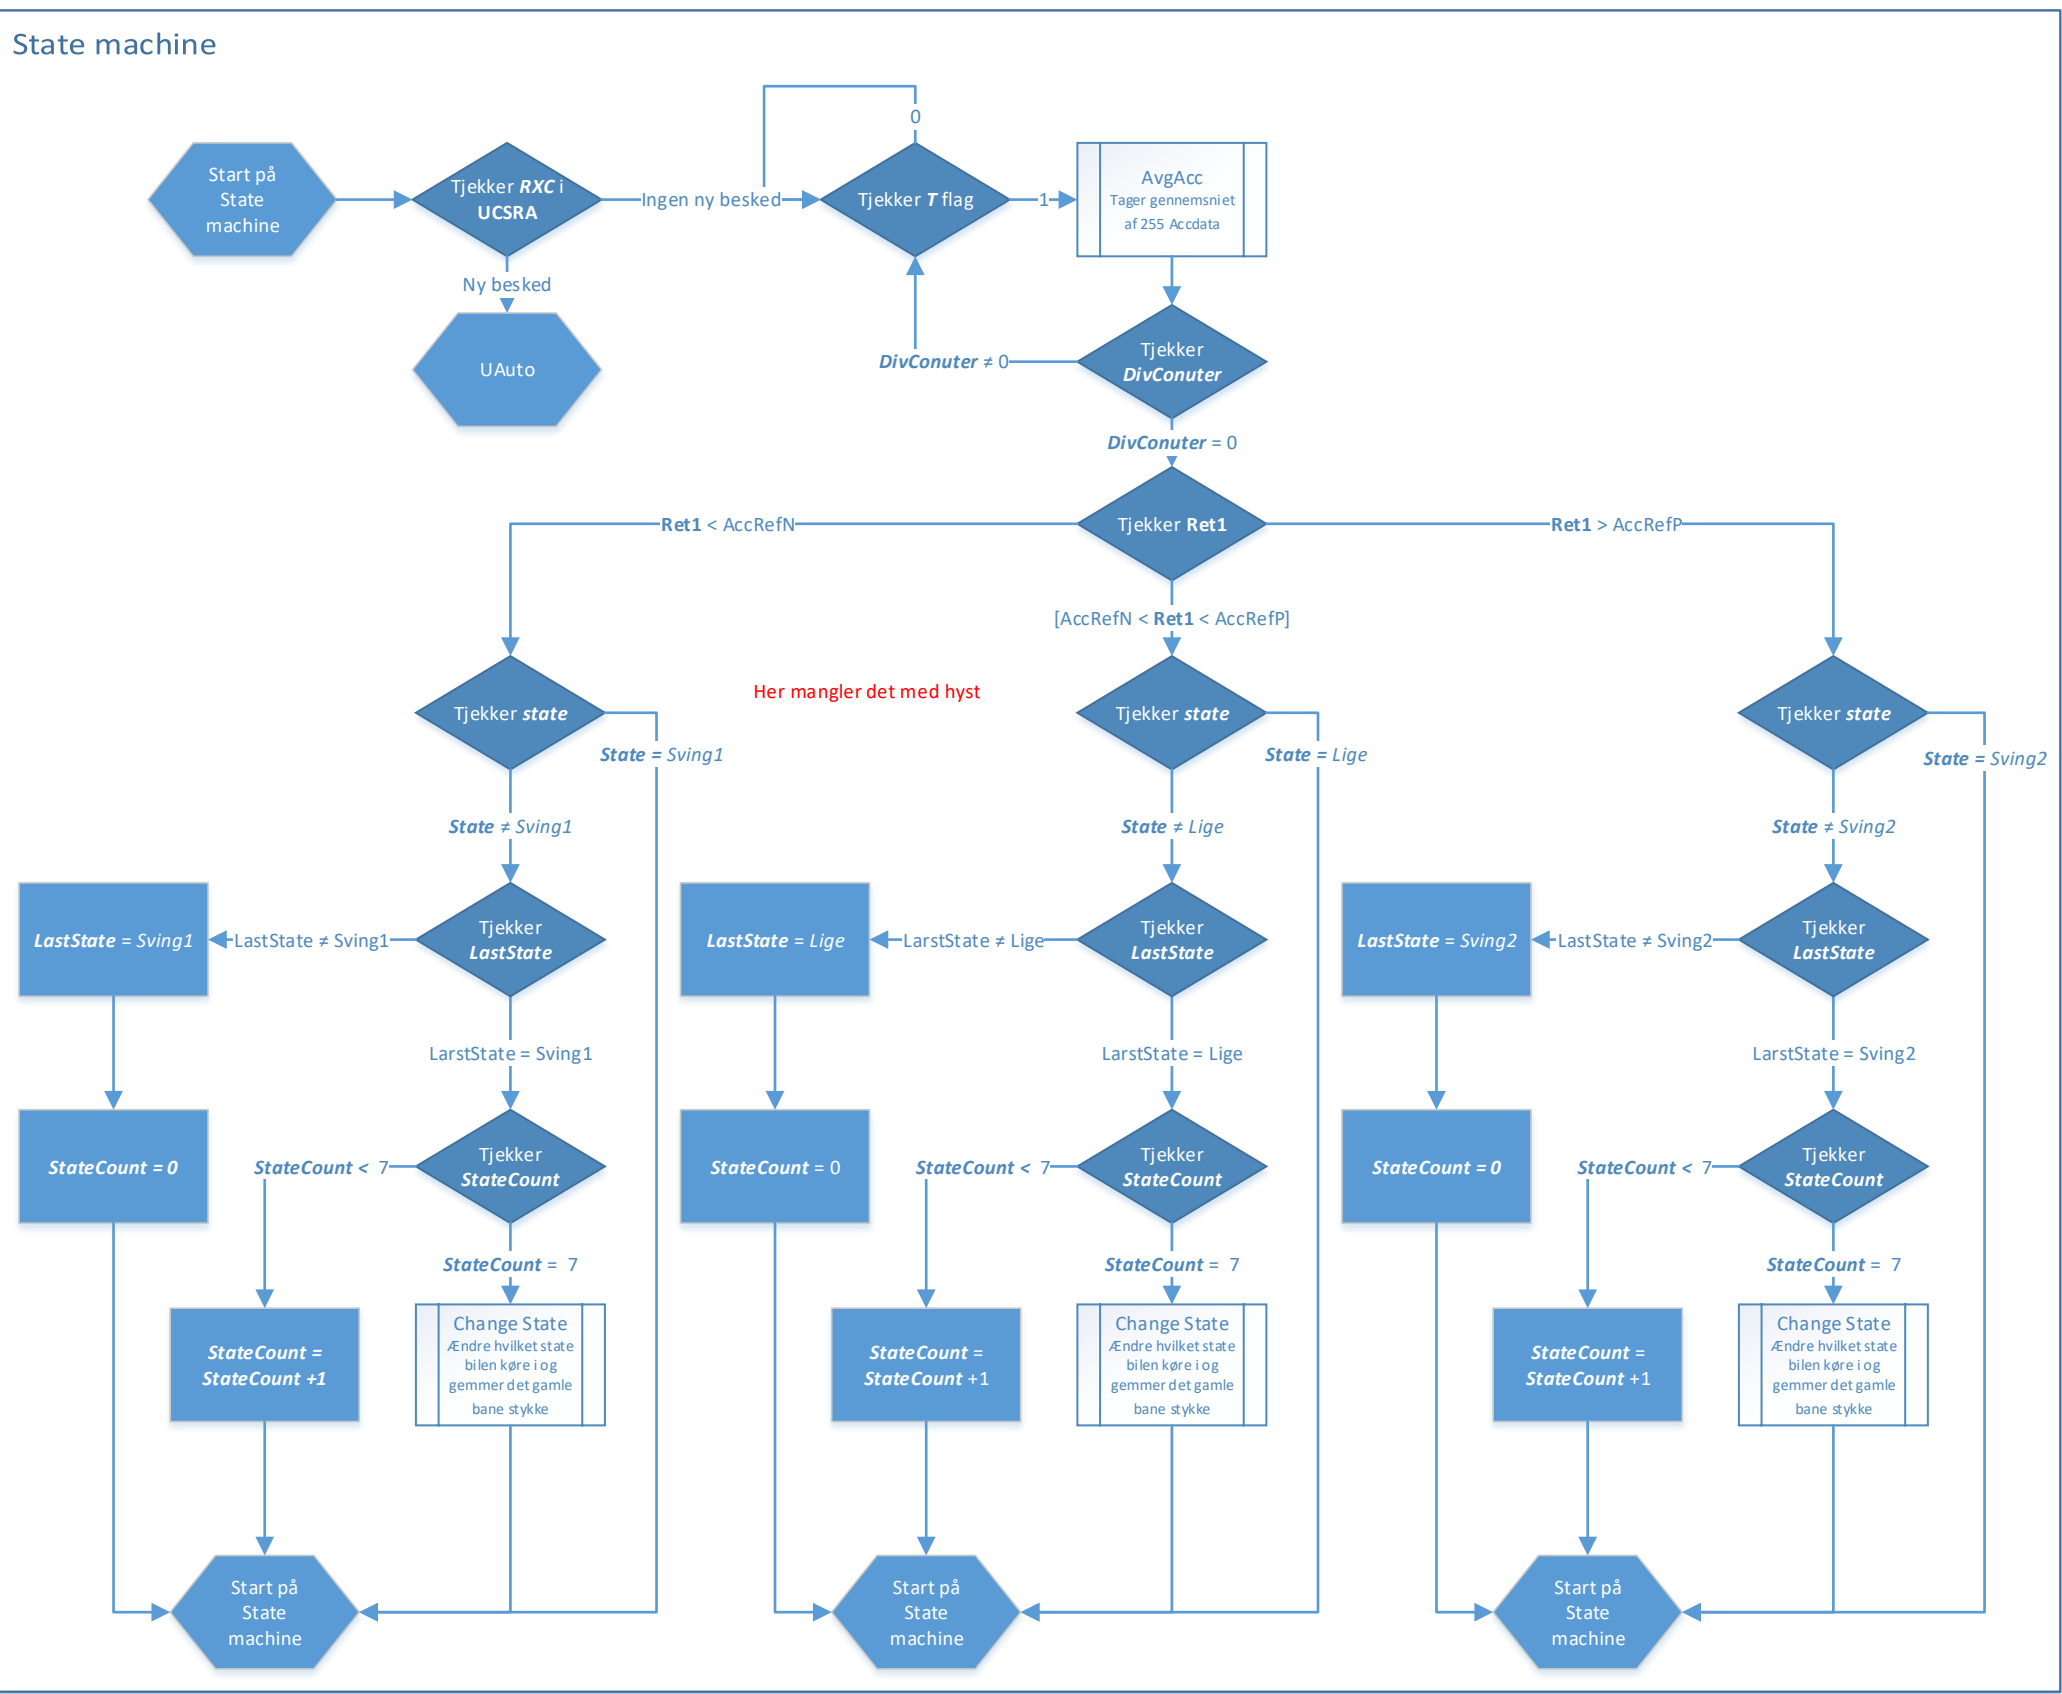 State machine
0
Start på
State
machine
Tjekker RXC i
UCSRA
Ingen ny besked
Tjekker T flag
1
AvgAcc
Tager gennemsniet
af 255 Accdata
Ny besked
UAuto
DivConuter ≠ 0
Tjekker
DivConuter
DivConuter = 0
Ret1 < AccRefN
Tjekker Ret1
Ret1 > AccRefP
[AccRefN < Ret1 < AccRefP]
Her mangler det med hyst
Tjekker state
Tjekker state
Tjekker state
State = Sving1
State = Lige
State = Sving2
State ≠ Sving1
State ≠ Lige
State ≠ Sving2
LastState = Sving1
LastState ≠ Sving1
Tjekker
LastState
LastState = Lige
LarstState ≠ Lige
Tjekker
LastState
LastState = Sving2
LastState ≠ Sving2
Tjekker
LastState
LarstState = Sving1
LarstState = Lige
LarstState = Sving2
StateCount = 0
StateCount < 7
Tjekker
StateCount
StateCount = 0
StateCount < 7
Tjekker
StateCount
StateCount = 0
StateCount < 7
Tjekker
StateCount
StateCount = 7
StateCount = 7
StateCount = 7
StateCount =
StateCount +1
Change State
Ændre hvilket state
bilen køre i og
gemmer det gamle
bane stykke
StateCount =
StateCount +1
Change State
Ændre hvilket state
bilen køre i og
gemmer det gamle
bane stykke
StateCount =
StateCount +1
Change State
Ændre hvilket state
bilen køre i og
gemmer det gamle
bane stykke
Start på
State
machine
Start på
State
machine
Start på
State
machine